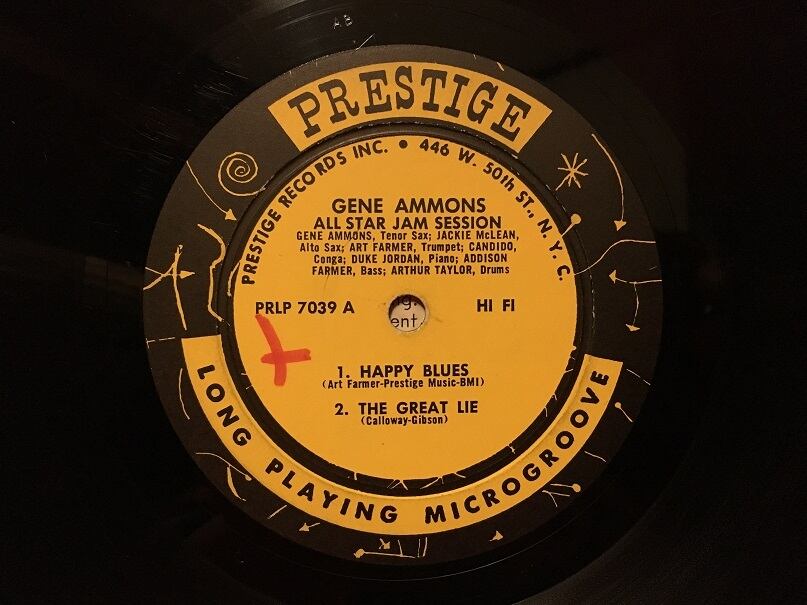 AB
PRESTIGE
PRESTIGE RECORDS INC. • 446 W. 50th ST., N.Y.C.
GENE AMMONS
ALL STAR JAM SESSION
GENE AMMONS, Tenor Sax; JACKIE McLEAN,
Alto Sax; ART FARMER, Trumpet; CANDIDO,
Conga; DUKE JORDAN, Piano; ADDISON
FARMER, Bass; ARTHUR TAYLOR, Drums
PRLP 7039 A
HI FI
1. HAPPY BLUES
(Art Farmer-Prestige Music-BMI)
2. THE GREAT LIE
(Calloway-Gibson)
LONG PLAYING MICROGROOVE